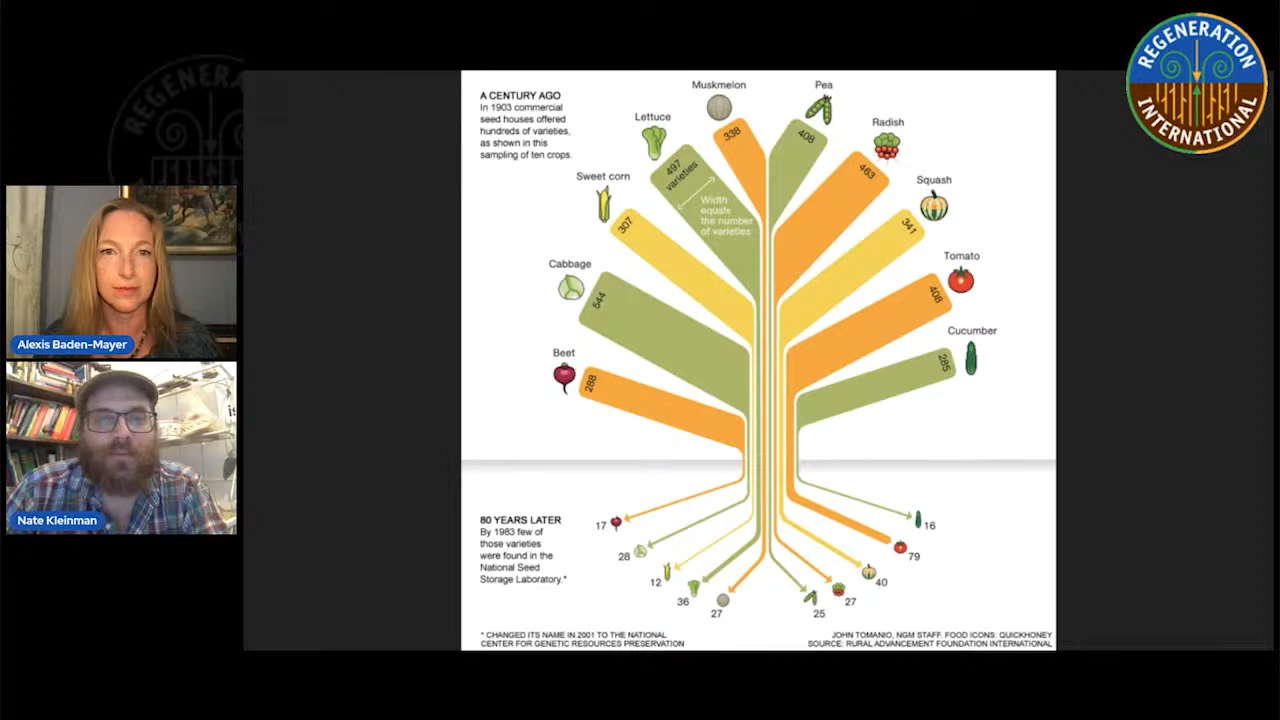 REGENERATION
INTERNATIONAL
A CENTURY AGO
In 1903 commercial
seed houses offered
hundreds of varieties,
as shown in this
sampling of ten crops.
Muskmelon
338
Pea
408
Lettuce
497
varieties
Width
equals
the number
of varieties
Radish
463
Sweet corn
307
Squash
341
Cabbage
544
Tomato
408
Beet
288
Cucumber
285
Alexis Baden-Mayer
Nate Kleinman
80 YEARS LATER
By 1983 few of
those varieties
were found in the
National Seed
Storage Laboratory.*
17
28
12
36
27
25
27
40
79
16
* CHANGED ITS NAME IN 2001 TO THE NATIONAL
CENTER FOR GENETIC RESOURCES PRESERVATION
JOHN TOMANIO, NGM STAFF. FOOD ICONS: QUICKHONEY
SOURCE: RURAL ADVANCEMENT FOUNDATION INTERNATIONAL